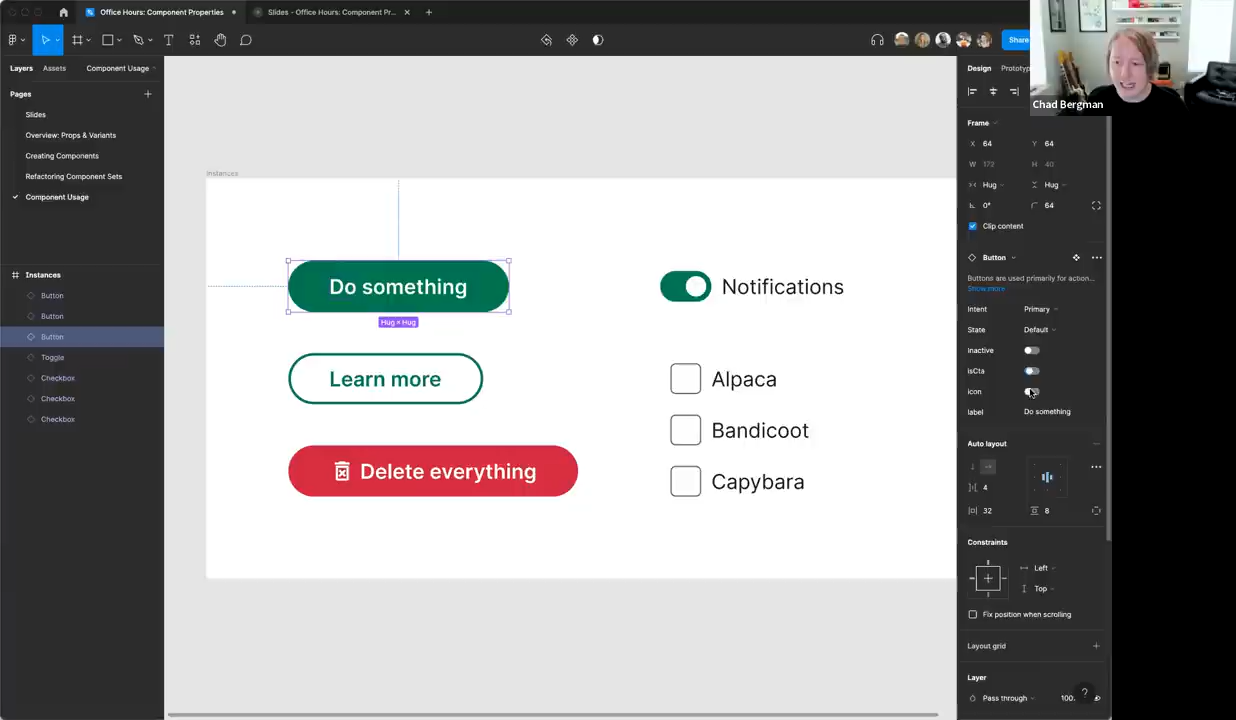 Office Hours: Component Properties
Slides - Office Hours: Component Pr...
Share
Layers
Assets
Component Usage
Pages
Slides
Overview: Props & Variants
Creating Components
Refactoring Component Sets
Component Usage
Instances
Button
Button
Button
Toggle
Checkbox
Checkbox
Checkbox
Instances
Do something
Hug × Hug
Learn more
Delete everything
Notifications
Alpaca
Bandicoot
Capybara
Chad Bergman
Design
Prototyp
Frame
X 64 Y 64
W 172 H 40
Hug Hug
0° 64
Clip content
Button
Buttons are used primarily for action...
Show more
Intent Primary
State Default
Inactive
isCta
icon
label Do something
Auto layout
4
32 8
Constraints
Left
Top
Fix position when scrolling
Layout grid
Layer
Pass through 100
?